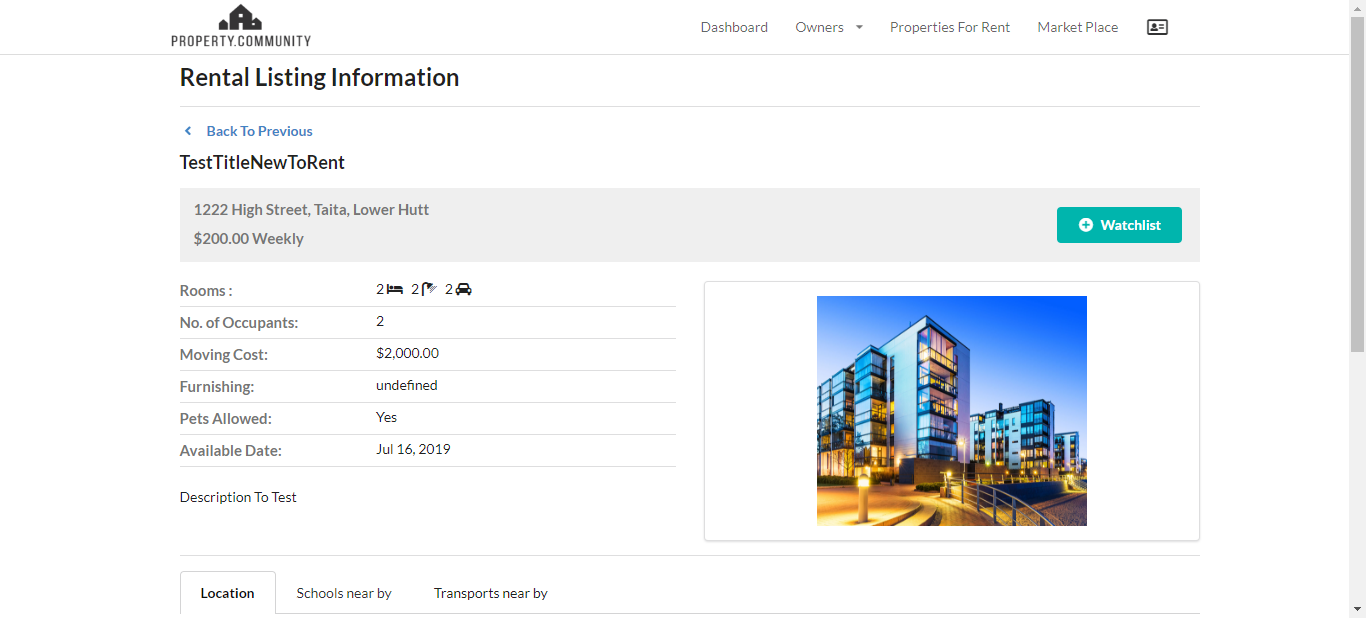 PROPERTY.COMMUNITY
Dashboard Owners Properties For Rent Market Place
Rental Listing Information
Back To Previous
TestTitleNewToRent
1222 High Street, Taita, Lower Hutt
$200.00 Weekly
Watchlist
Rooms : 2 2 2
No. of Occupants: 2
Moving Cost: $2,000.00
Furnishing: undefined
Pets Allowed: Yes
Available Date: Jul 16, 2019
Description To Test
Location Schools near by Transports near by